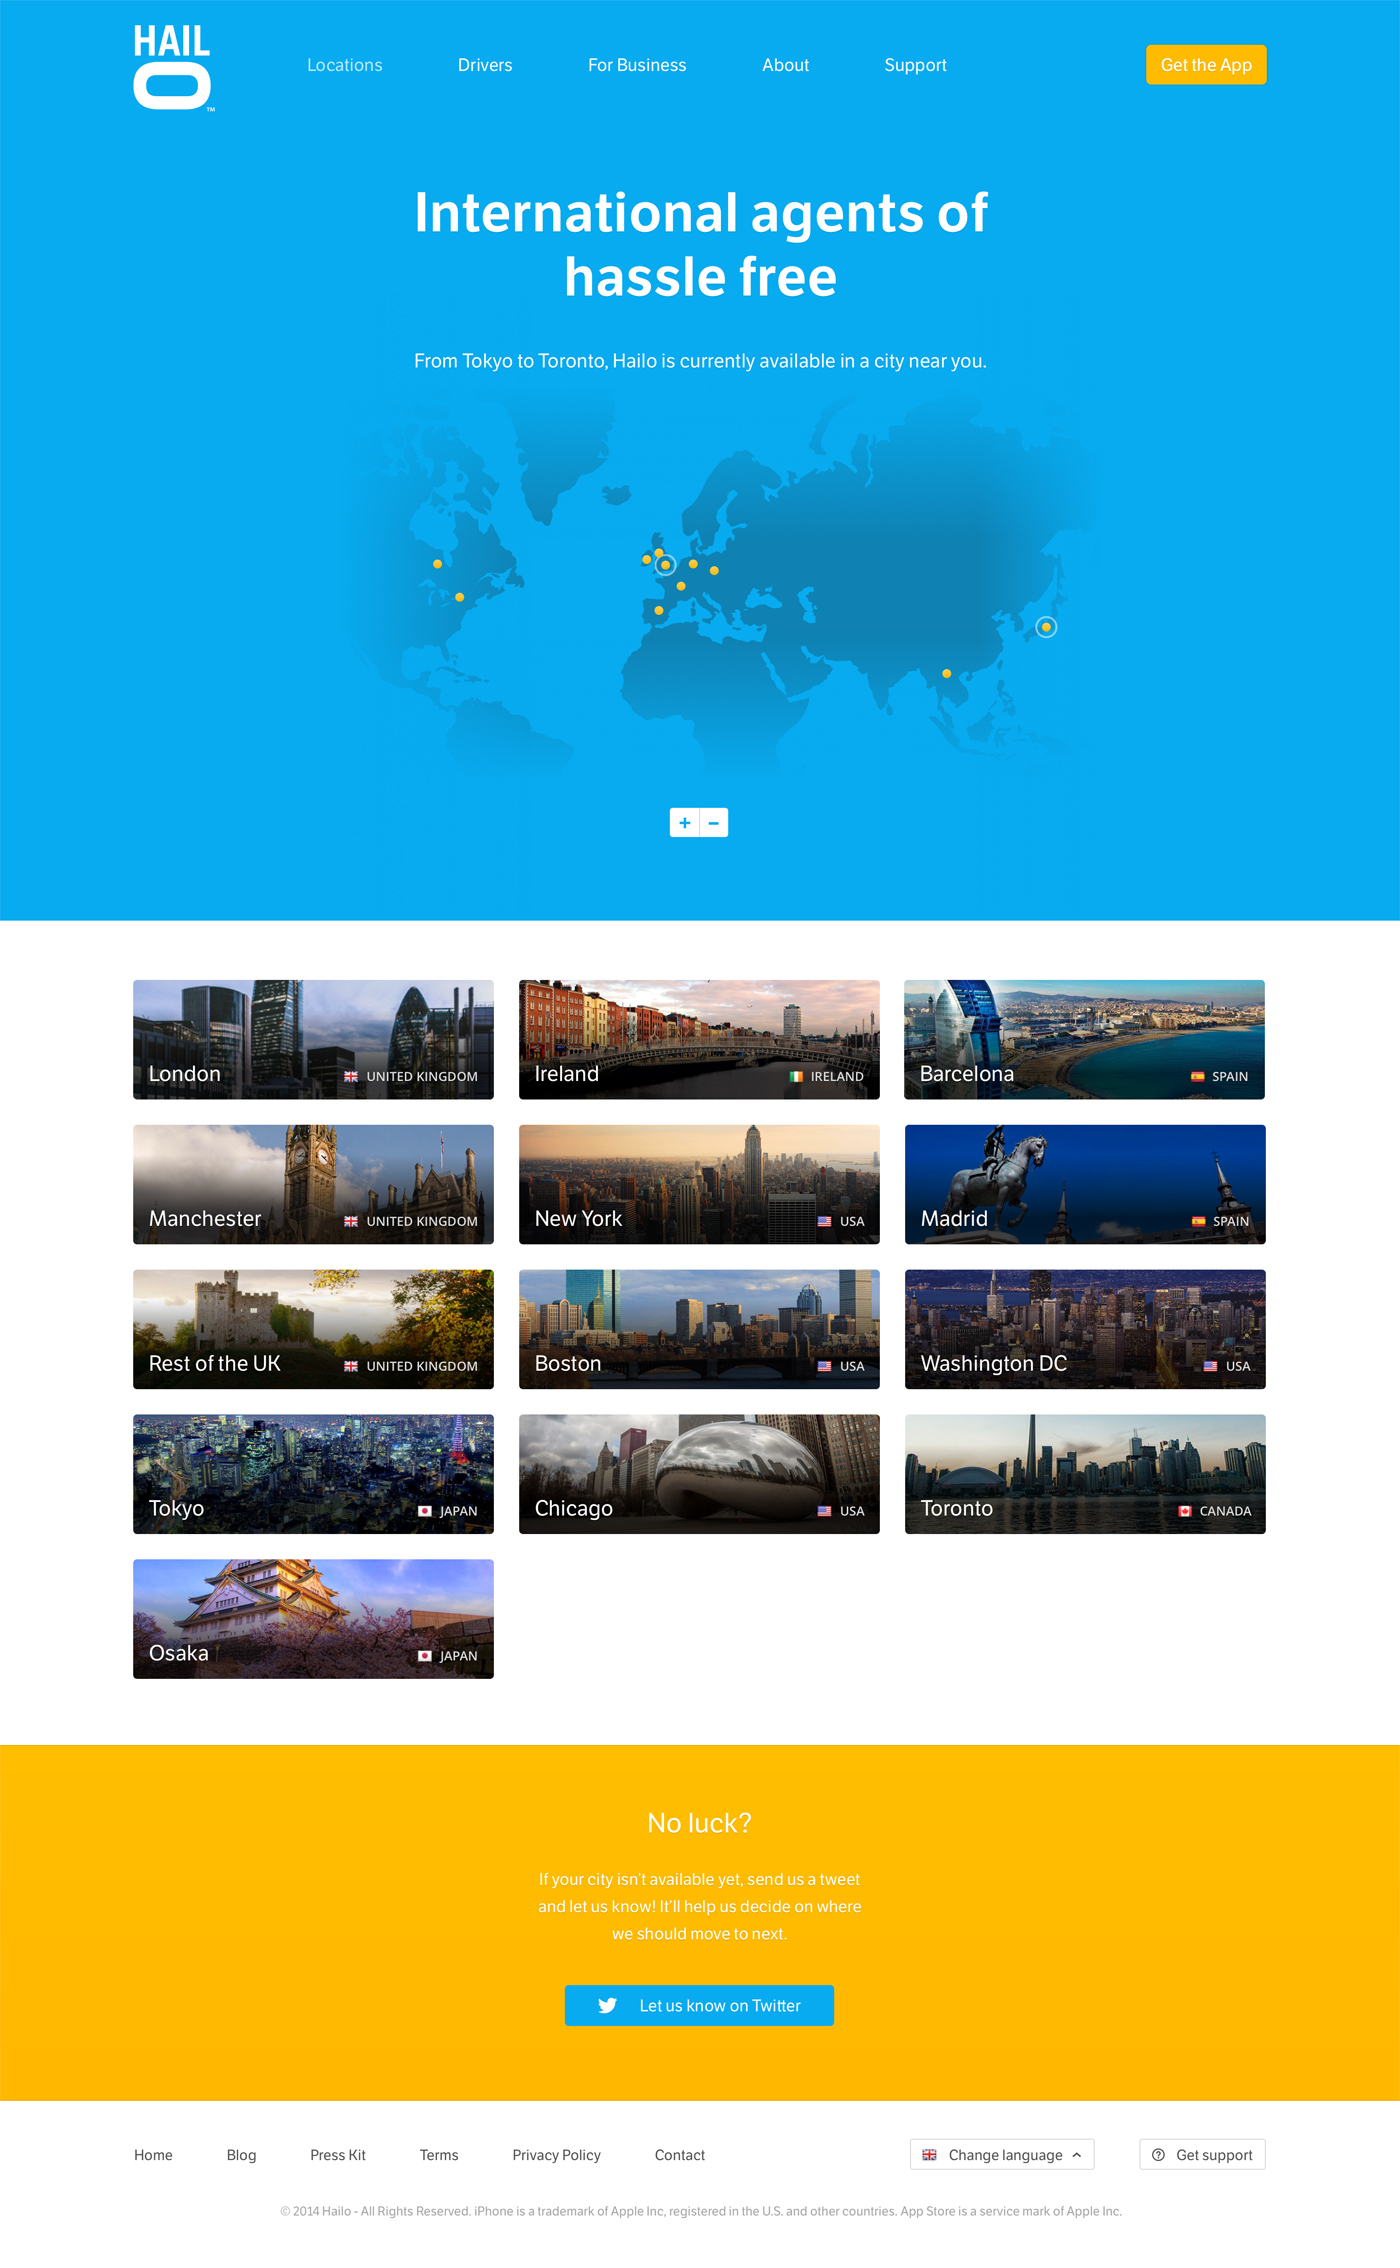 HAIL
O
TM
Locations
Drivers
For Business
About
Support
Get the App
International agents of
hassle free
From Tokyo to Toronto, Hailo is currently available in a city near you.
+ −
London
UNITED KINGDOM
Ireland
IRELAND
Barcelona
SPAIN
Manchester
UNITED KINGDOM
New York
USA
Madrid
SPAIN
Rest of the UK
UNITED KINGDOM
Boston
USA
Washington DC
USA
Tokyo
JAPAN
Chicago
USA
Toronto
CANADA
Osaka
JAPAN
No luck?
If your city isn't available yet, send us a tweet
and let us know! It'll help us decide on where
we should move to next.
Let us know on Twitter
Home
Blog
Press Kit
Terms
Privacy Policy
Contact
Change language
Get support
© 2014 Hailo - All Rights Reserved. iPhone is a trademark of Apple Inc, registered in the U.S. and other countries. App Store is a service mark of Apple Inc.